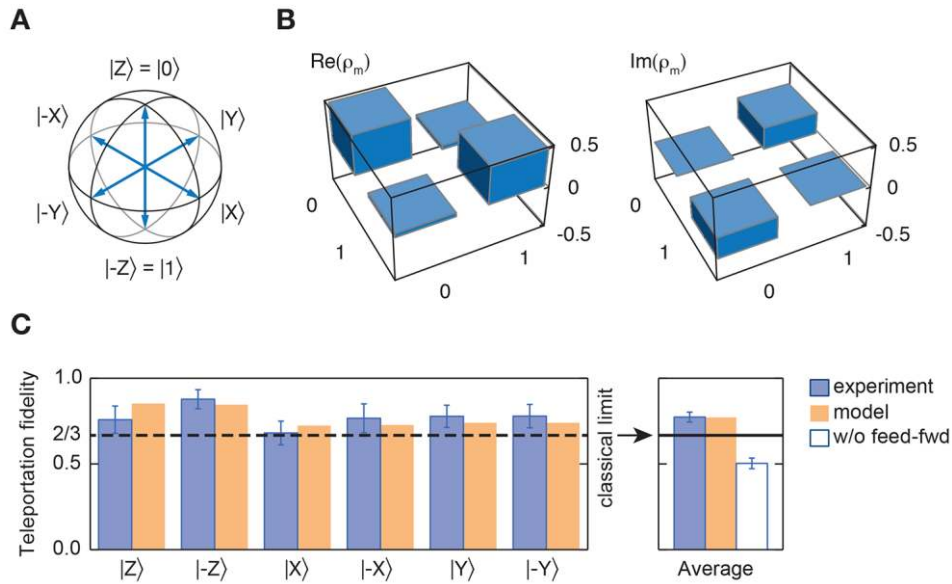 A
|Z⟩ = |0⟩
|-X⟩ |Y⟩
|-Y⟩ |X⟩
|-Z⟩ = |1⟩
B
Re(ρm) Im(ρm)
0.5
0
-0.5
0
1
0
1
0.5
0
-0.5
0
1
0
1
C
Teleportation fidelity
1.0
2/3
0.5
0.0
|Z⟩ |-Z⟩ |X⟩ |-X⟩ |Y⟩ |-Y⟩
classical limit
Average
experiment
model
w/o feed-fwd